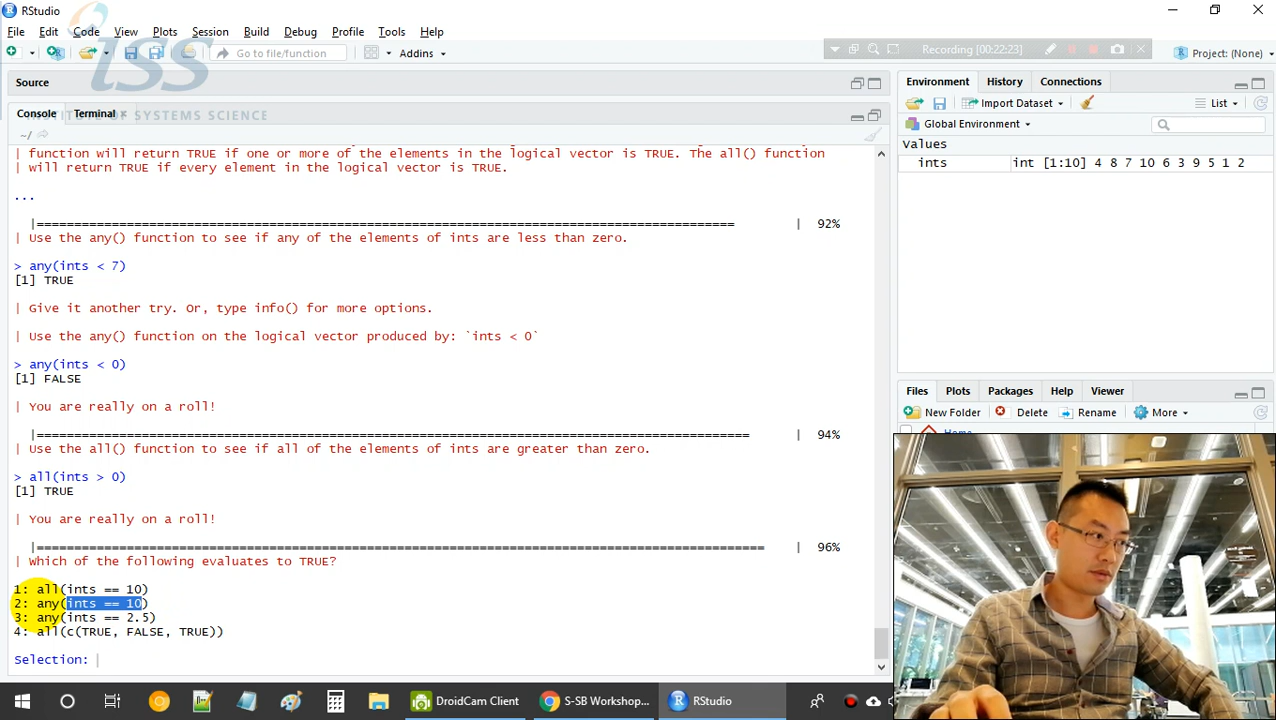 RStudio
File Edit Code View Plots Session Build Debug Profile Tools Help
Go to file/function
Addins
Recording [00:22:23]
Project: (None)
iss
INSTITUTE OF SYSTEMS SCIENCE
Source
Console Terminal ×
~/
| function will return TRUE if one or more of the elements in the logical vector is TRUE. The all() function
| will return TRUE if every element in the logical vector is TRUE.
...
|=============================================================================================== | 92%
| Use the any() function to see if any of the elements of ints are less than zero.
> any(ints < 7)
[1] TRUE
| Give it another try. Or, type info() for more options.
| Use the any() function on the logical vector produced by: `ints < 0`
> any(ints < 0)
[1] FALSE
| You are really on a roll!
|================================================================================================= | 94%
| Use the all() function to see if all of the elements of ints are greater than zero.
> all(ints > 0)
[1] TRUE
| You are really on a roll!
|=================================================================================================== | 96%
| Which of the following evaluates to TRUE?
1: all(ints == 10)
2: any(ints == 10)
3: any(ints == 2.5)
4: all(c(TRUE, FALSE, TRUE))
Selection:
Environment History Connections
Import Dataset
List
Global Environment
Values
ints int [1:10] 4 8 7 10 6 3 9 5 1 2
Files Plots Packages Help Viewer
New Folder Delete Rename More
Home
DroidCam Client
S-SB Workshop...
RStudio